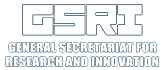 GSRI
GENERAL SECRETARIAT FOR
RESEARCH AND INNOVATION